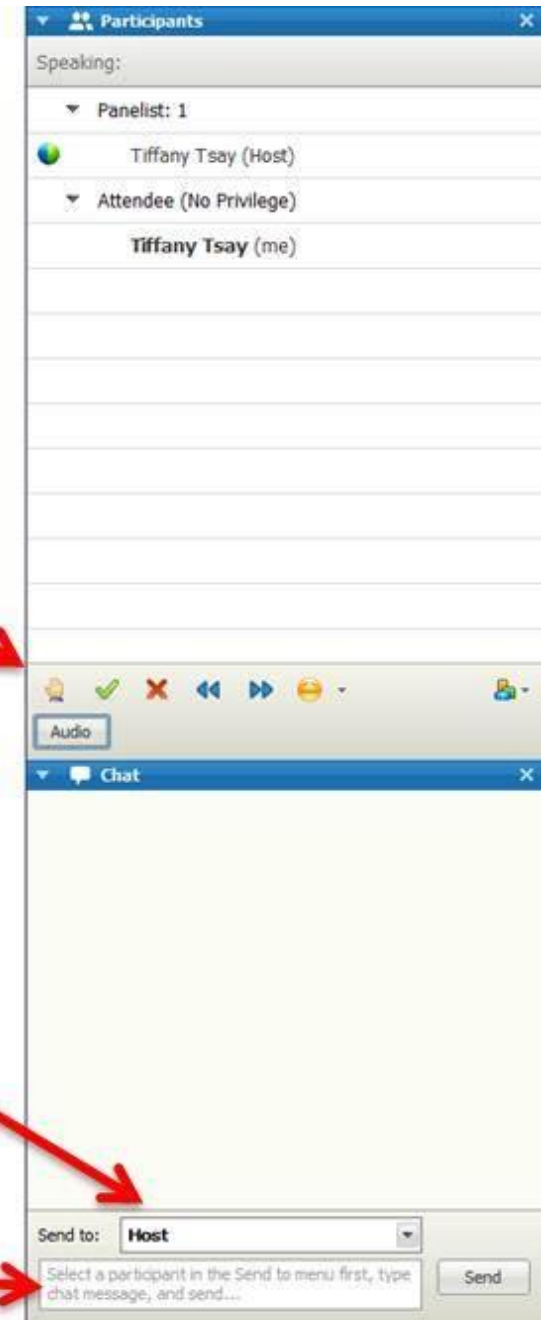 Participants
Speaking:
Panelist: 1
Tiffany Tsay (Host)
Attendee (No Privilege)
Tiffany Tsay (me)
Audio
Chat
Send to: Host
Select a participant in the Send to menu first, type
chat message, and send...
Send